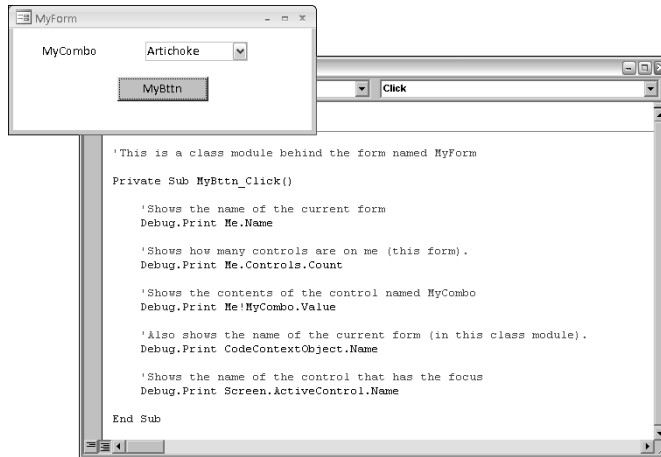 MyForm
MyCombo
Artichoke
MyBttn
Click
'This is a class module behind the form named MyForm
Private Sub MyBttn_Click()
'Shows the name of the current form
Debug.Print Me.Name
'Shows how many controls are on me (this form).
Debug.Print Me.Controls.Count
'Shows the contents of the control named MyCombo
Debug.Print Me!MyCombo.Value
'Also shows the name of the current form (in this class module).
Debug.Print CodeContextObject.Name
'Shows the name of the control that has the focus
Debug.Print Screen.ActiveControl.Name
End Sub